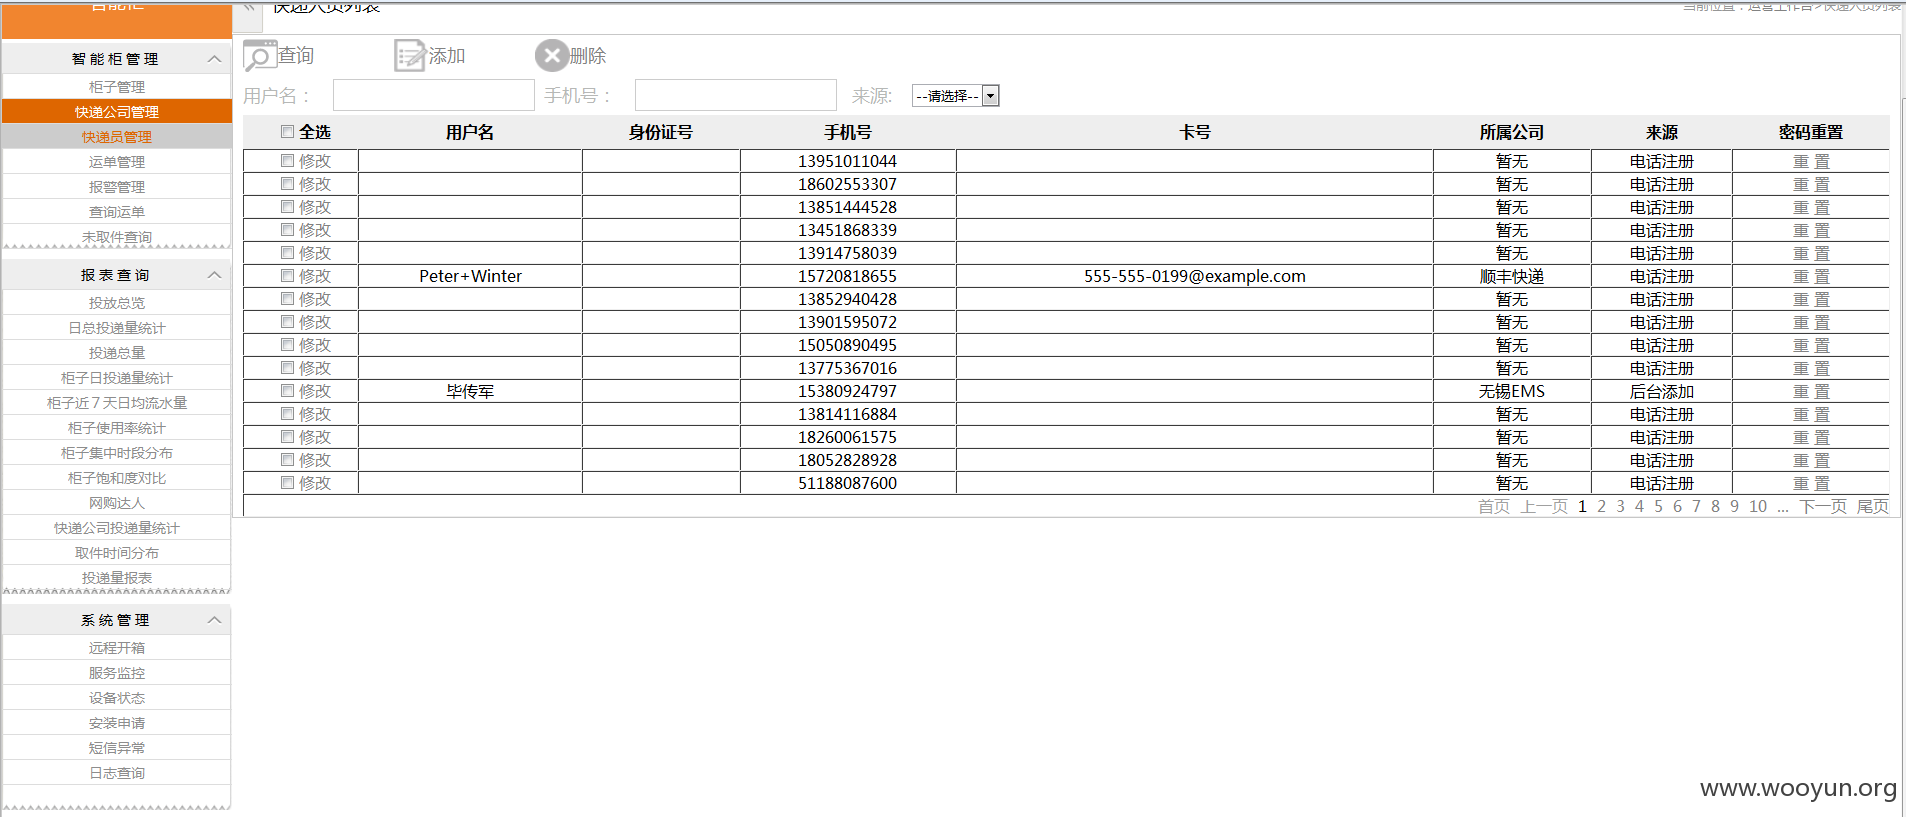 智能柜
«
快递人员列表
当前位置：运营工作台>快递人员列表
智能柜管理
柜子管理
快递公司管理
快递员管理
运单管理
报警管理
查询运单
未取件查询
报表查询
投放总览
日总投递量统计
投递总量
柜子日投递量统计
柜子近7天日均流水量
柜子使用率统计
柜子集中时段分布
柜子饱和度对比
网购达人
快递公司投递量统计
取件时间分布
投递量报表
系统管理
远程开箱
服务监控
设备状态
安装申请
短信异常
日志查询
查询 添加 删除
用户名： 手机号： 来源: --请选择--
全选 用户名 身份证号 手机号 卡号 所属公司 来源 密码重置
修改 13951011044 暂无 电话注册 重 置
修改 18602553307 暂无 电话注册 重 置
修改 13851444528 暂无 电话注册 重 置
修改 13451868339 暂无 电话注册 重 置
修改 13914758039 暂无 电话注册 重 置
修改 Peter+Winter 15720818655 555-555-0199@example.com 顺丰快递 电话注册 重 置
修改 13852940428 暂无 电话注册 重 置
修改 13901595072 暂无 电话注册 重 置
修改 15050890495 暂无 电话注册 重 置
修改 13775367016 暂无 电话注册 重 置
修改 毕传军 15380924797 无锡EMS 后台添加 重 置
修改 13814116884 暂无 电话注册 重 置
修改 18260061575 暂无 电话注册 重 置
修改 18052828928 暂无 电话注册 重 置
修改 51188087600 暂无 电话注册 重 置
首页 上一页 1 2 3 4 5 6 7 8 9 10 ... 下一页 尾页
www.wooyun.org